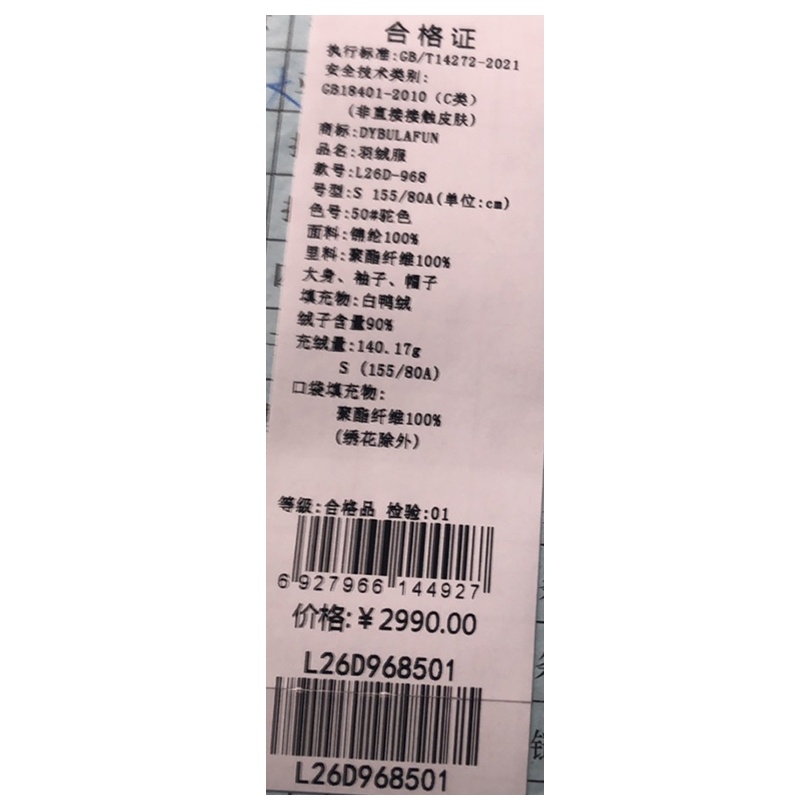 合格证
执行标准:GB/T14272-2021
安全技术类别:
GB18401-2010（C类）
（非直接接触皮肤）
商标:DYBULAFUN
品名:羽绒服
款号:L26D-968
号型:S 155/80A(单位:cm)
色号:50#驼色
面料:锦纶100%
里料:聚酯纤维100%
大身、袖子、帽子
填充物:白鸭绒
绒子含量90%
充绒量:140.17g
S (155/80A)
口袋填充物:
聚酯纤维100%
(绣花除外)
等级:合格品 检验:01
6 927966 144927
价格:¥2990.00
L26D968501
L26D968501